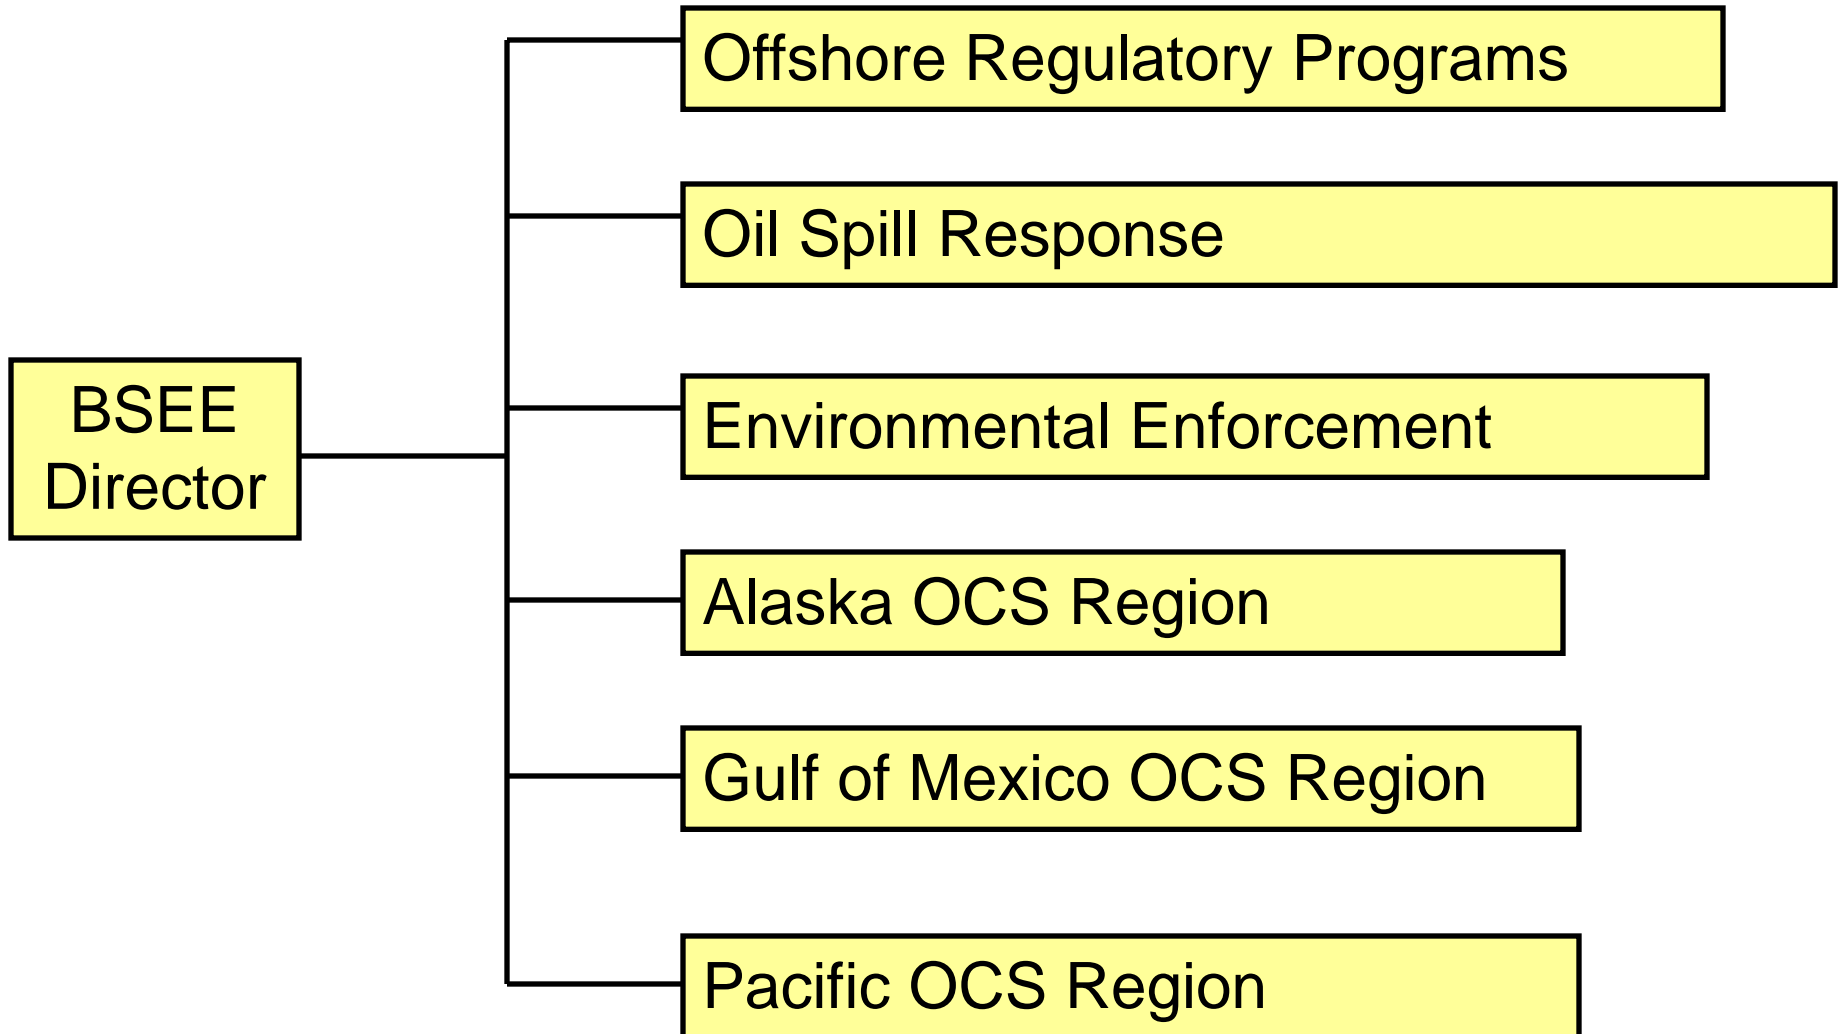 Offshore Regulatory Programs
Oil Spill Response
Environmental Enforcement
BSEE
Director
Alaska OCS Region
Gulf of Mexico OCS Region
Pacific OCS Region